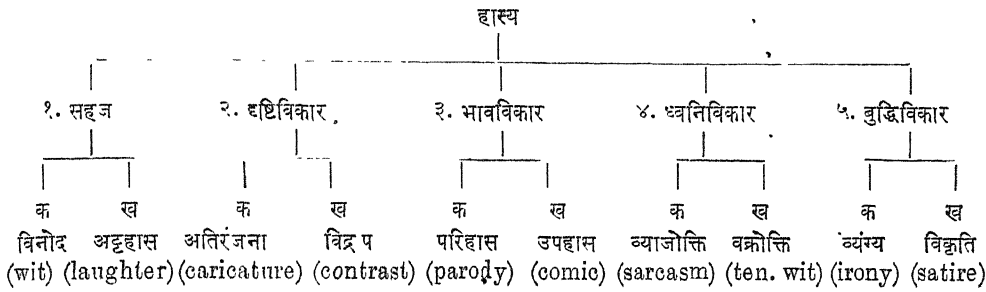 हास्य
१. सहज २. दृष्टिविकार ३. भावविकार ४. ध्वनिविकार ५. बुद्धिविकार
क ख क ख क ख क ख क ख
विनोद अट्टहास अतिरंजना विद्रप परिहास उपहास व्याजोक्ति वक्रोक्ति व्यंग्य विकृति
(wit) (laughter) (caricature) (contrast) (parody) (comic) (sarcasm) (ten. wit) (irony) (satire)